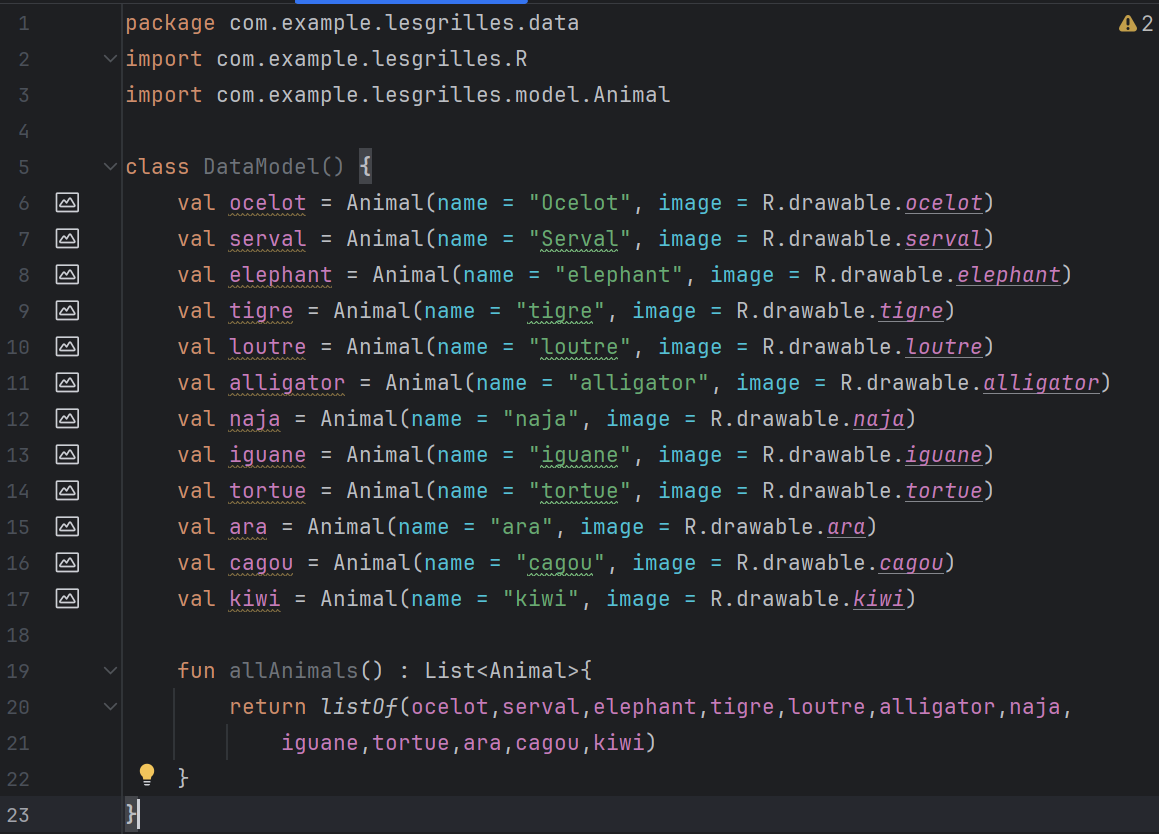 1 package com.example.lesgrilles.data 2
2 import com.example.lesgrilles.R
3 import com.example.lesgrilles.model.Animal
4
5 class DataModel() {
6 val ocelot = Animal(name = "Ocelot", image = R.drawable.ocelot)
7 val serval = Animal(name = "Serval", image = R.drawable.serval)
8 val elephant = Animal(name = "elephant", image = R.drawable.elephant)
9 val tigre = Animal(name = "tigre", image = R.drawable.tigre)
10 val loutre = Animal(name = "loutre", image = R.drawable.loutre)
11 val alligator = Animal(name = "alligator", image = R.drawable.alligator)
12 val naja = Animal(name = "naja", image = R.drawable.naja)
13 val iguane = Animal(name = "iguane", image = R.drawable.iguane)
14 val tortue = Animal(name = "tortue", image = R.drawable.tortue)
15 val ara = Animal(name = "ara", image = R.drawable.ara)
16 val cagou = Animal(name = "cagou", image = R.drawable.cagou)
17 val kiwi = Animal(name = "kiwi", image = R.drawable.kiwi)
18
19 fun allAnimals() : List<Animal>{
20 return listOf(ocelot,serval,elephant,tigre,loutre,alligator,naja,
21 iguane,tortue,ara,cagou,kiwi)
22 }
23 }